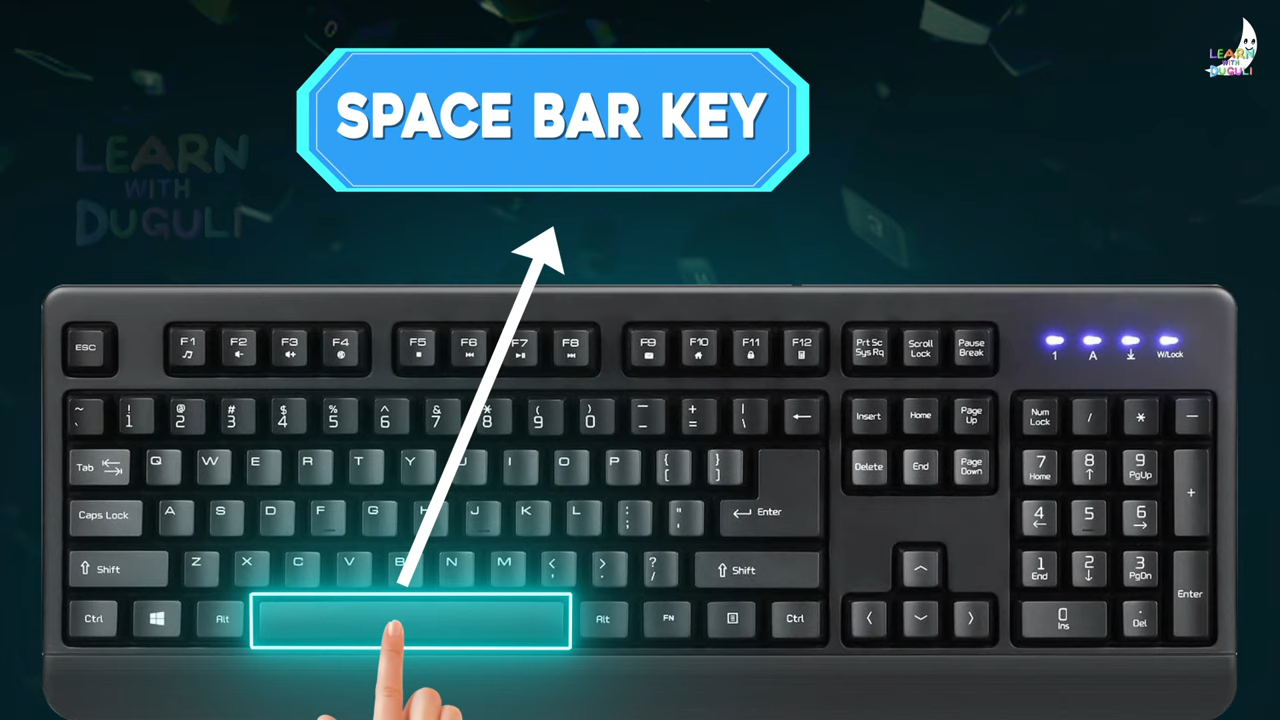 SPACE BAR KEY
LEARN
WITH
DUGULI
LEARN
WITH
DUGULI
ESC F1 F2 F3 F4 F5 F6 F7 F8 F9 F10 F11 F12 Prt Sc Sys Rq Scroll Lock Pause Break 1 A W/Lock
~ ` ! 1 @ 2 # 3 $ 4 % 5 ^ 6 & 7 * 8 ( 9 ) 0 _ - + = | \ ← Insert Home Page Up Num Lock / * -
Tab Q W E R T Y U I O P { [ } ] Delete End Page Down 7 Home 8 ↑ 9 PgUp +
Caps Lock A S D F G H J K L : ; " ' Enter 4 ← 5 6 →
Shift Z X C V B N M < , > . ? / Shift 1 End 2 ↓ 3 PgDn Enter
Ctrl Alt Alt FN Ctrl 0 Ins . Del